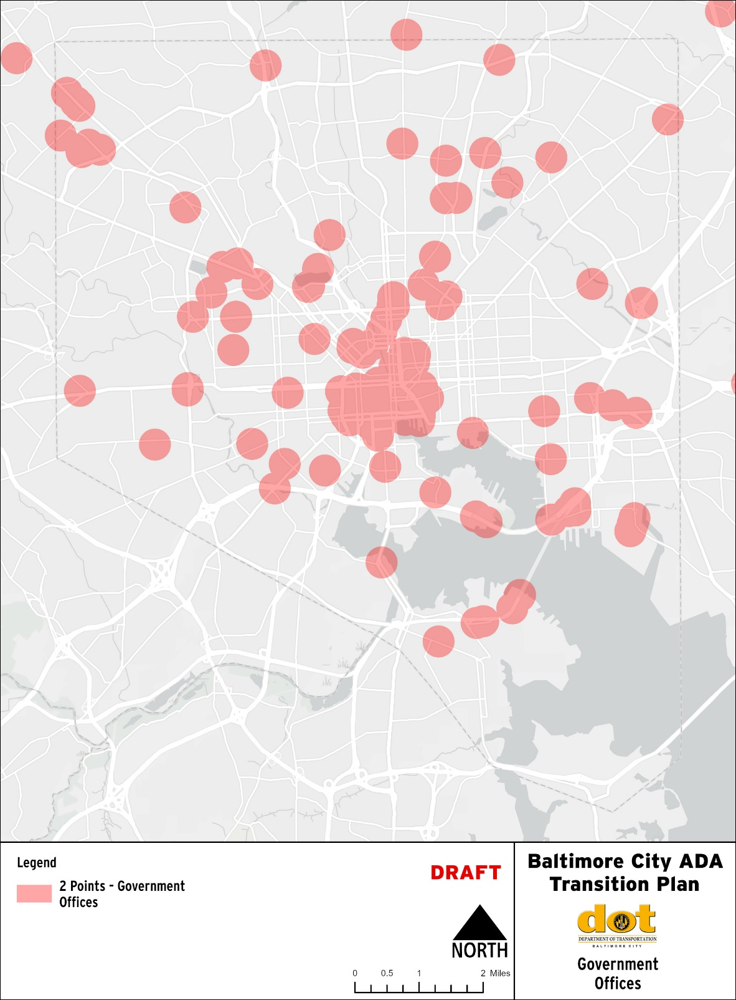 Legend
2 Points - Government
Offices
DRAFT
NORTH
0 0.5 1 2 Miles
Baltimore City ADA
Transition Plan
dot
DEPARTMENT OF TRANSPORTATION
BALTIMORE CITY
Government
Offices